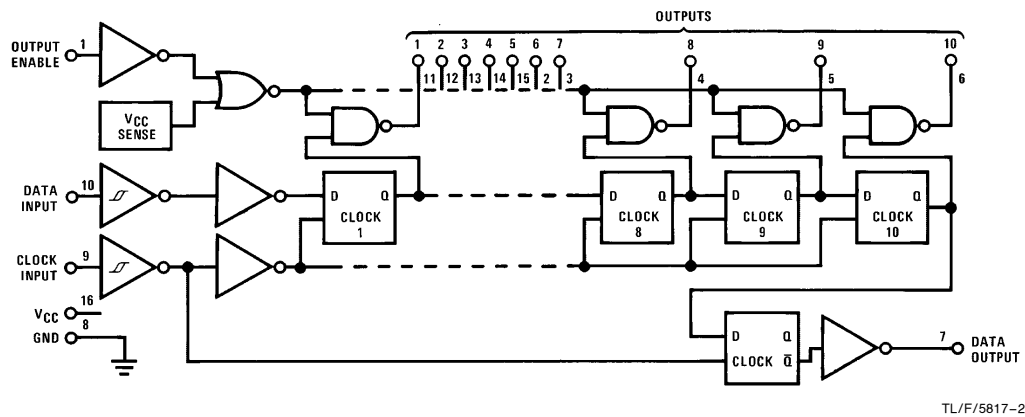 OUTPUTS
1 2 3 4 5 6 7 8 9 10
11 12 13 14 15 2 3 4 5 6
OUTPUT
ENABLE
1
VCC
SENSE
DATA
INPUT
10
D Q
CLOCK
1
D Q
CLOCK
8
D Q
CLOCK
9
D Q
CLOCK
10
CLOCK
INPUT
9
VCC
16
GND
8
D Q
CLOCK Q̅
7
DATA
OUTPUT
TL/F/5817–2